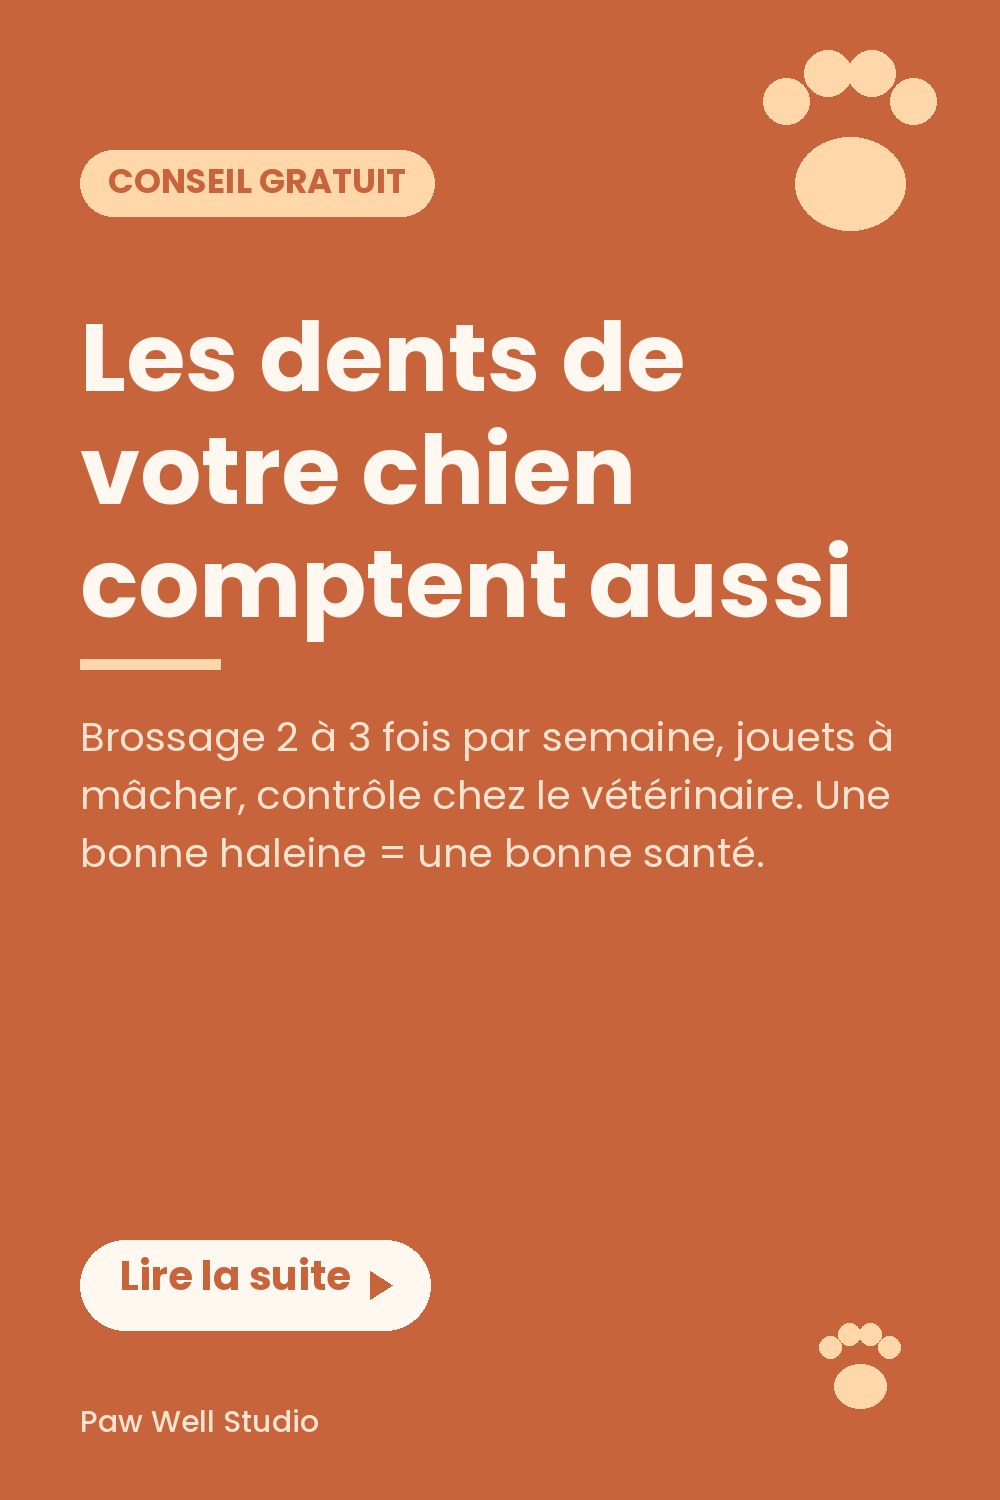 CONSEIL GRATUIT
Les dents de
votre chien
comptent aussi
Brossage 2 à 3 fois par semaine, jouets à
mâcher, contrôle chez le vétérinaire. Une
bonne haleine = une bonne santé.
Lire la suite
Paw Well Studio